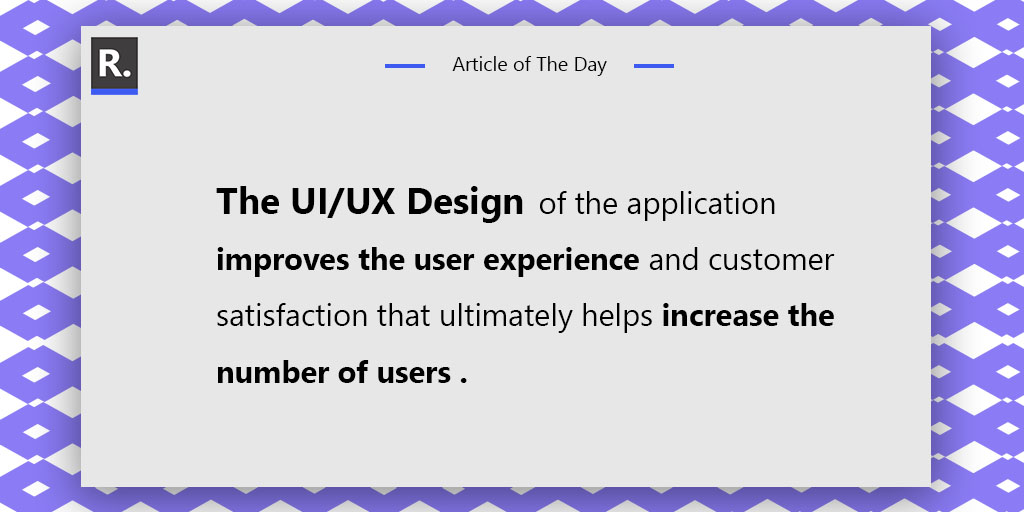 R.
Article of The Day
The UI/UX Design of the application
improves the user experience and customer
satisfaction that ultimately helps increase the
number of users .